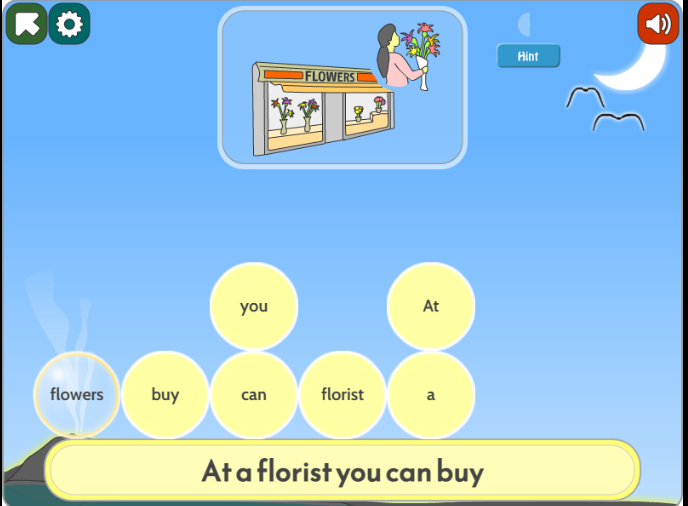 FLOWERS
Hint
you
At
flowers
buy
can
florist
a
At a florist you can buy